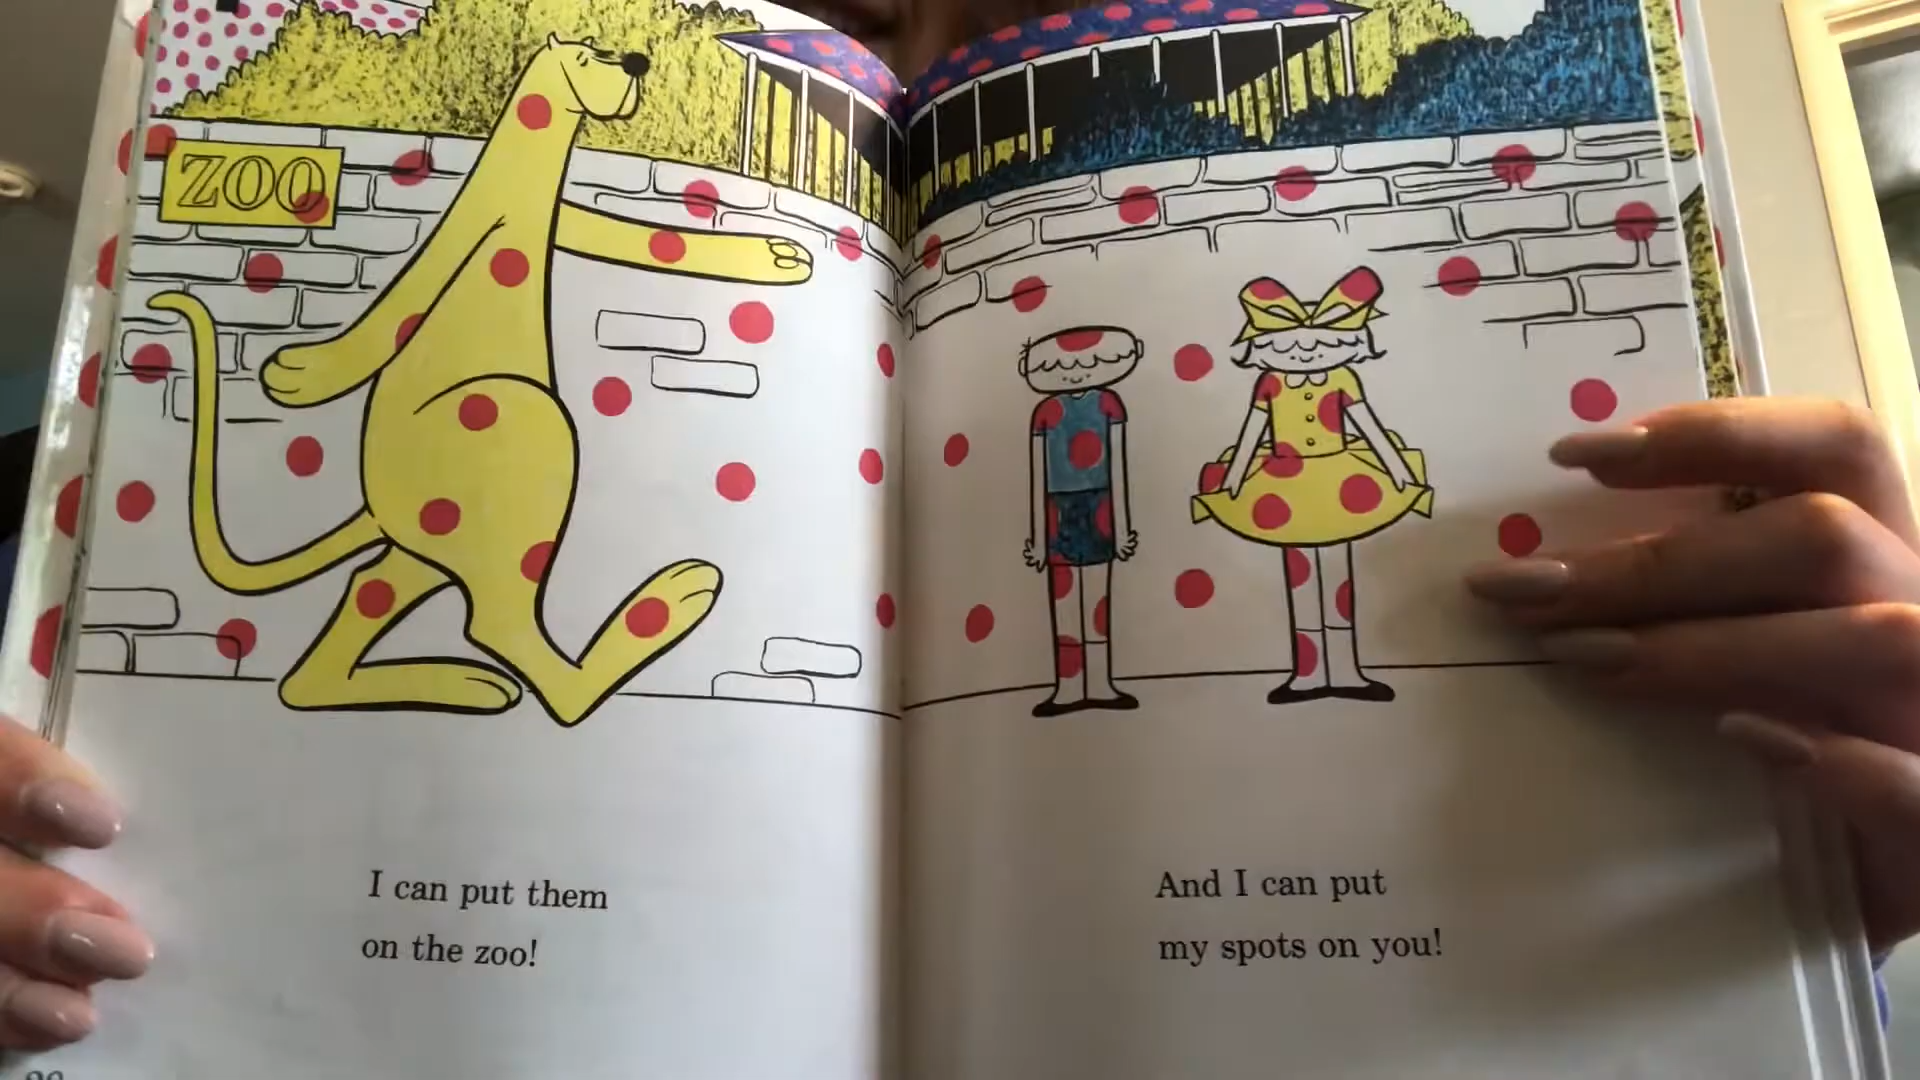 ZOO
I can put them
on the zoo!
And I can put
my spots on you!